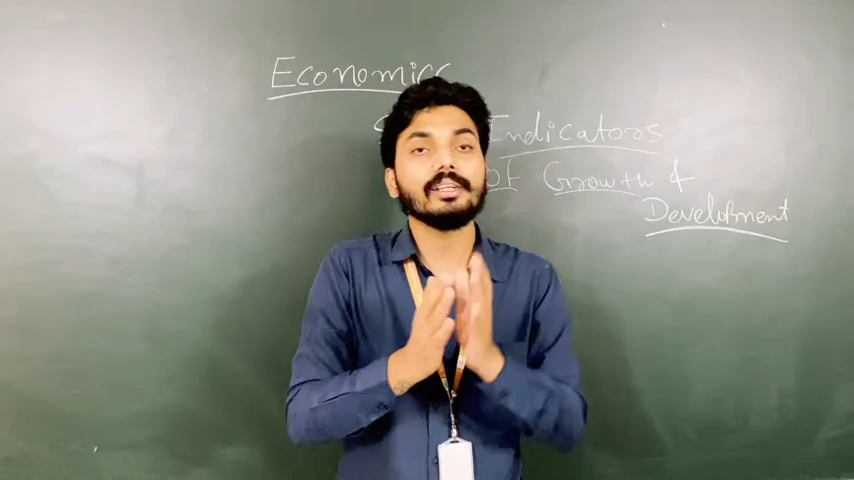 Economics
Indicators
of Growth &
Development